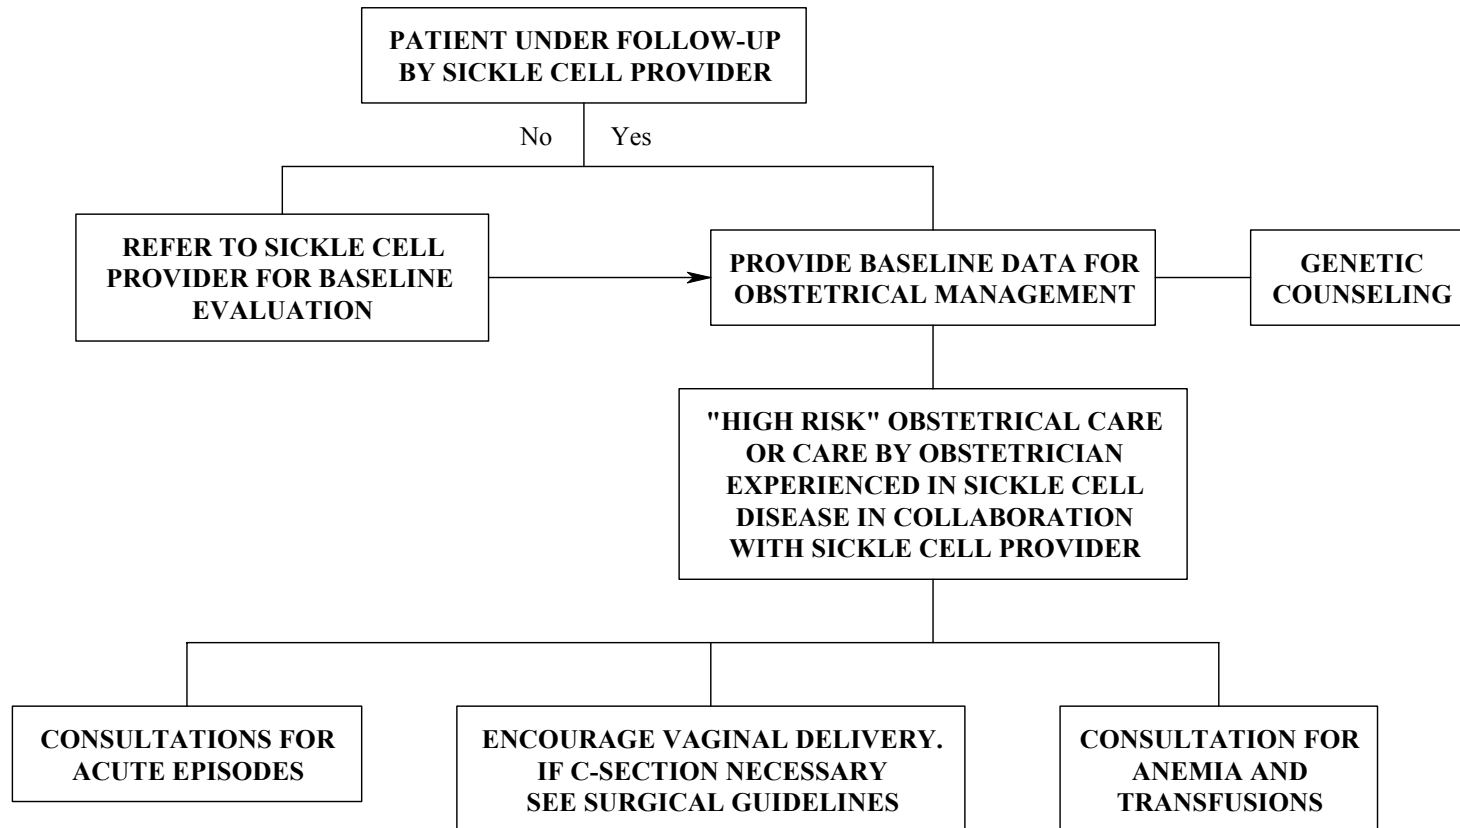 PATIENT UNDER FOLLOW-UP
BY SICKLE CELL PROVIDER
No
Yes
REFER TO SICKLE CELL
PROVIDER FOR BASELINE
EVALUATION
PROVIDE BASELINE DATA FOR
OBSTETRICAL MANAGEMENT
GENETIC
COUNSELING
"HIGH RISK" OBSTETRICAL CARE
OR CARE BY OBSTETRICIAN
EXPERIENCED IN SICKLE CELL
DISEASE IN COLLABORATION
WITH SICKLE CELL PROVIDER
CONSULTATIONS FOR
ACUTE EPISODES
ENCOURAGE VAGINAL DELIVERY.
IF C-SECTION NECESSARY
SEE SURGICAL GUIDELINES
CONSULTATION FOR
ANEMIA AND
TRANSFUSIONS